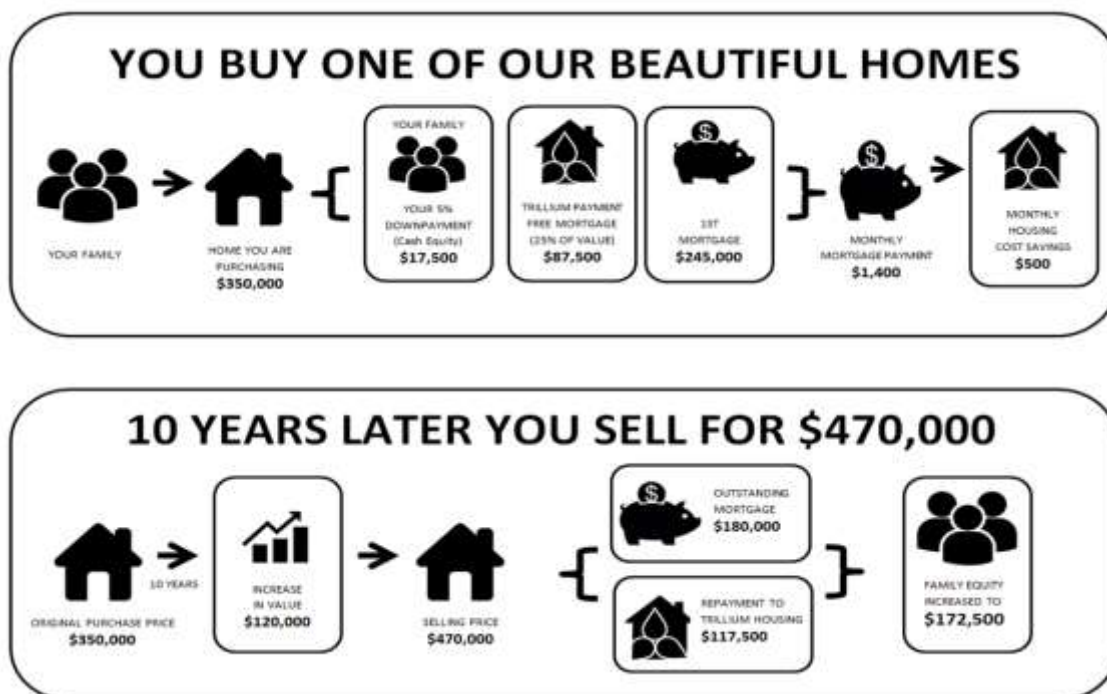 YOU BUY ONE OF OUR BEAUTIFUL HOMES
YOUR FAMILY
HOME YOU ARE
PURCHASING
$350,000
YOUR FAMILY
YOUR 5%
DOWNPAYMENT
(Cash Equity)
$17,500
TRILLIUM PAYMENT
FREE MORTGAGE
(25% OF VALUE)
$87,500
$
1ST
MORTGAGE
$245,000
$
MONTHLY
MORTGAGE PAYMENT
$1,400
MONTHLY
HOUSING
COST SAVINGS
$500
10 YEARS LATER YOU SELL FOR $470,000
ORIGINAL PURCHASE PRICE
$350,000
10 YEARS
INCREASE
IN VALUE
$120,000
SELLING PRICE
$470,000
$
OUTSTANDING
MORTGAGE
$180,000
REPAYMENT TO
TRILLIUM HOUSING
$117,500
FAMILY EQUITY
INCREASED TO
$172,500